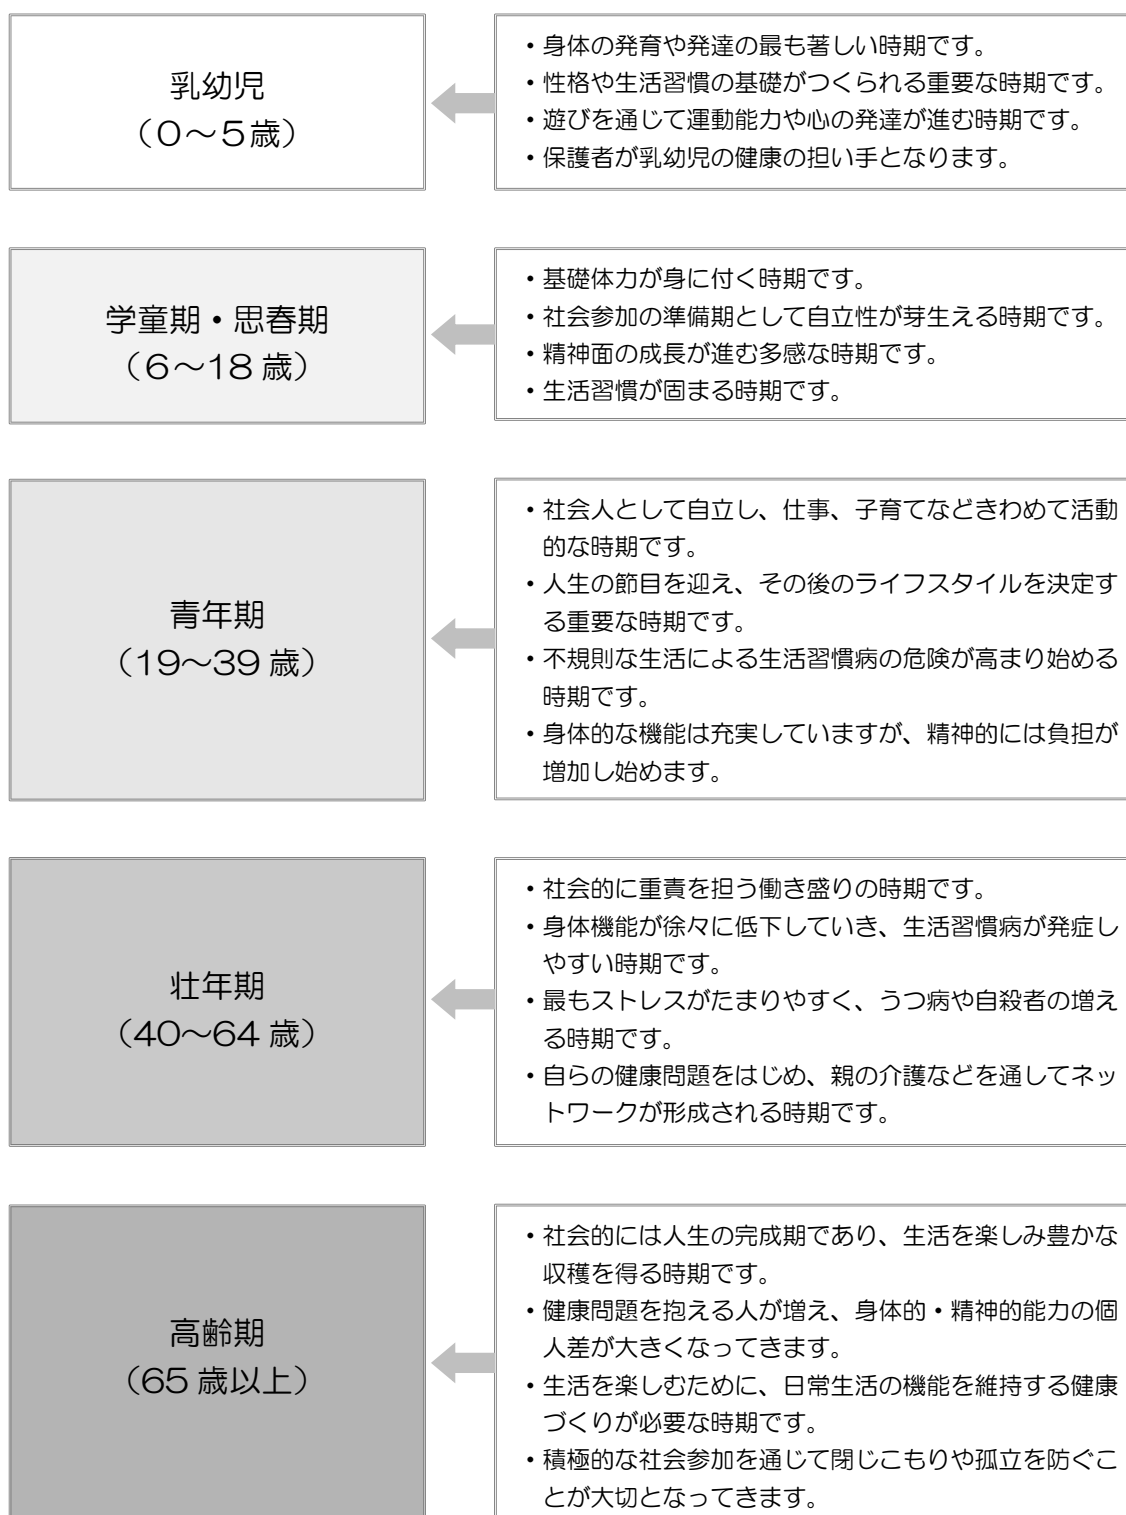 乳幼児
（0～5歳）
・身体の発育や発達の最も著しい時期です。
・性格や生活習慣の基礎がつくられる重要な時期です。
・遊びを通じて運動能力や心の発達が進む時期です。
・保護者が乳幼児の健康の担い手となります。
学童期・思春期
（6～18歳）
・基礎体力が身に付く時期です。
・社会参加の準備期として自立性が芽生える時期です。
・精神面の成長が進む多感な時期です。
・生活習慣が固まる時期です。
青年期
（19～39歳）
・社会人として自立し、仕事、子育てなどきわめて活動
的な時期です。
・人生の節目を迎え、その後のライフスタイルを決定す
る重要な時期です。
・不規則な生活による生活習慣病の危険が高まり始める
時期です。
・身体的な機能は充実していますが、精神的には負担が
増加し始めます。
壮年期
（40～64歳）
・社会的に重責を担う働き盛りの時期です。
・身体機能が徐々に低下していき、生活習慣病が発症し
やすい時期です。
・最もストレスがたまりやすく、うつ病や自殺者の増え
る時期です。
・自らの健康問題をはじめ、親の介護などを通してネッ
トワークが形成される時期です。
高齢期
（65歳以上）
・社会的には人生の完成期であり、生活を楽しみ豊かな
収穫を得る時期です。
・健康問題を抱える人が増え、身体的・精神的能力の個
人差が大きくなってきます。
・生活を楽しむために、日常生活の機能を維持する健康
づくりが必要な時期です。
・積極的な社会参加を通じて閉じこもりや孤立を防ぐこ
とが大切となってきます。